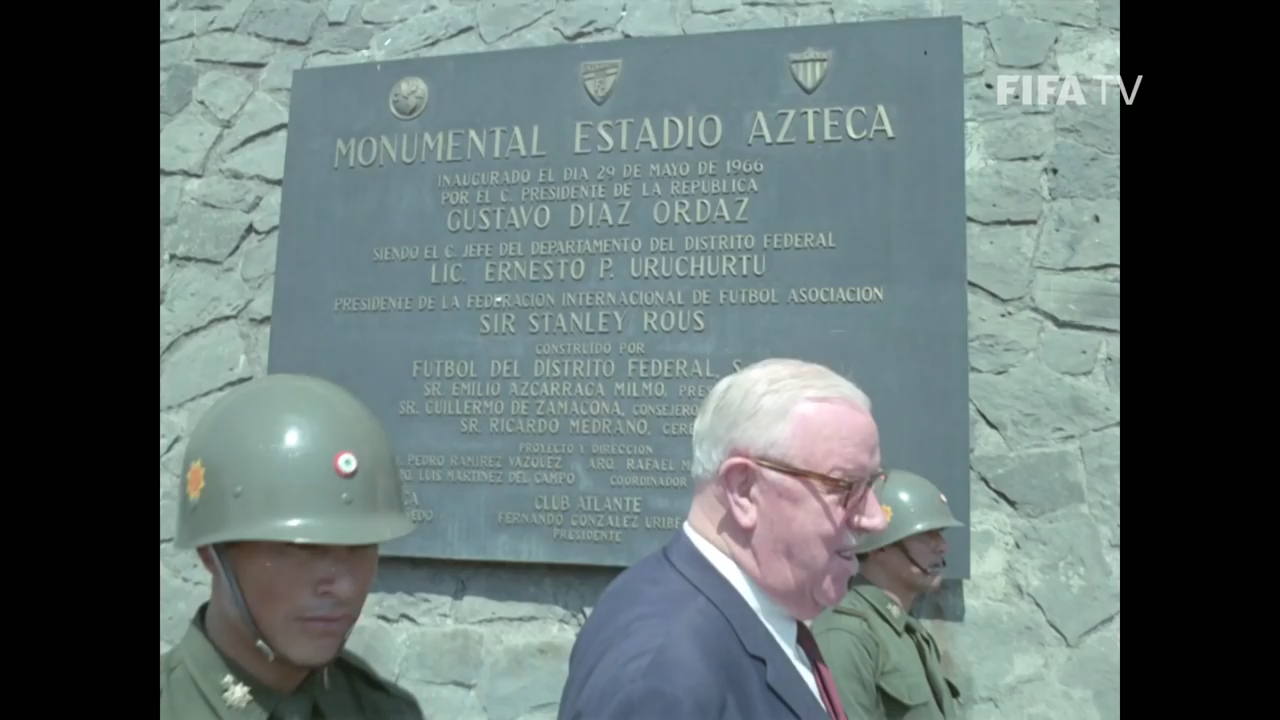 FIFA TV
MONUMENTAL ESTADIO AZTECA
INAUGURADO EL DIA 29 DE MAYO DE 1966
POR EL C. PRESIDENTE DE LA REPUBLICA
GUSTAVO DIAZ ORDAZ
SIENDO EL C. JEFE DEL DEPARTAMENTO DEL DISTRITO FEDERAL
LIC. ERNESTO P. URUCHURTU
PRESIDENTE DE LA FEDERACION INTERNACIONAL DE FUTBOL ASOCIACION
SIR STANLEY ROUS
CONSTRUIDO POR
FUTBOL DEL DISTRITO FEDERAL, S
SR. EMILIO AZCARRAGA MILMO, PRE
SR. GUILLERMO DE ZAMACONA, CONSEJERO
SR. RICARDO MEDRANO, GERE
PROYECTO Y DIRECCION
PEDRO RAMIREZ VAZQUEZ ARQ. RAFAEL M
LUIS MARTINEZ DEL CAMPO COORDINADOR
CLUB ATLANTE
FERNANDO GONZALEZ URIBE
PRESIDENTE